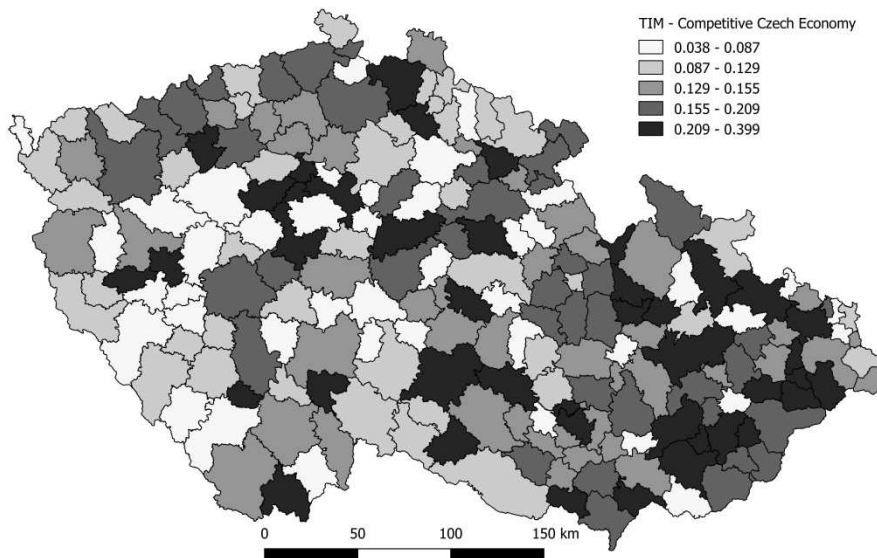 TIM - Competitive Czech Economy
0.038 - 0.087
0.087 - 0.129
0.129 - 0.155
0.155 - 0.209
0.209 - 0.399
0 50 100 150 km